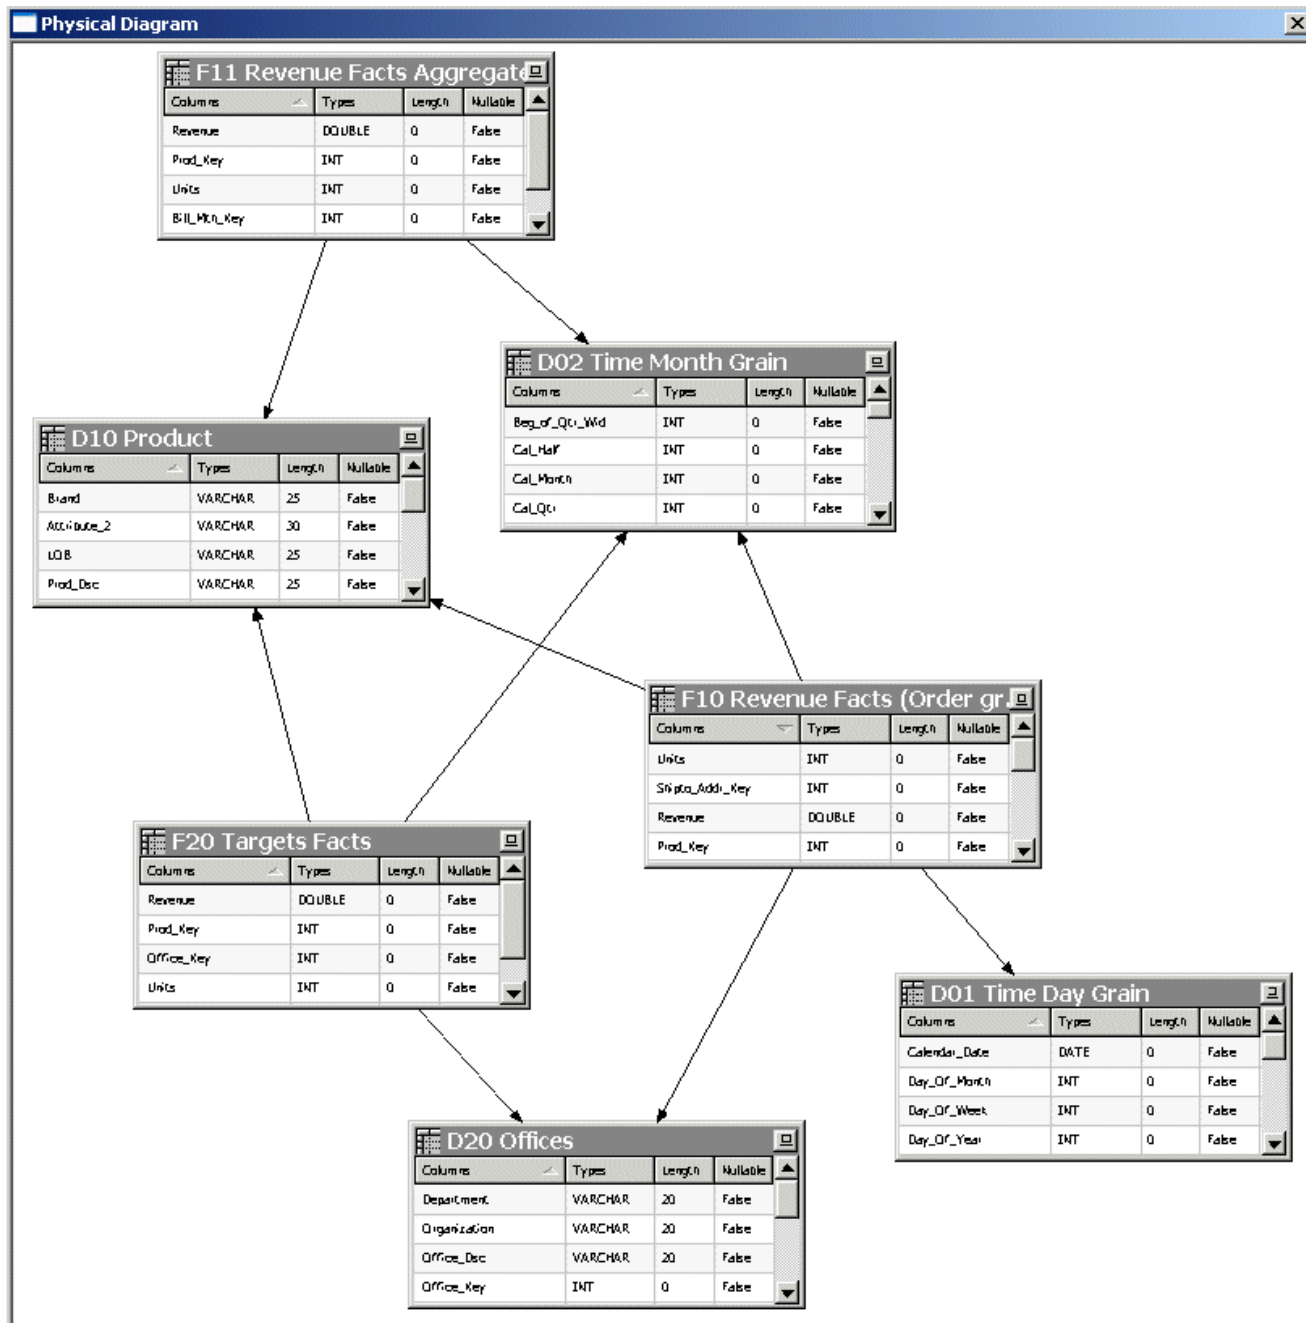 Physical Diagram
F11 Revenue Facts Aggregate
Columns Types Length Nullable
Revenue DOUBLE 0 False
Prod_Key INT 0 False
Units INT 0 False
Bill_Mth_Key INT 0 False
D02 Time Month Grain
Columns Types Length Nullable
Beg_of_Qtr_Wid INT 0 False
Cal_Half INT 0 False
Cal_Month INT 0 False
Cal_Qtr INT 0 False
D10 Product
Columns Types Length Nullable
Brand VARCHAR 25 False
Attribute_2 VARCHAR 30 False
LOB VARCHAR 25 False
Prod_Dsc VARCHAR 25 False
F10 Revenue Facts (Order gr...
Columns Types Length Nullable
Units INT 0 False
Shipto_Addr_Key INT 0 False
Revenue DOUBLE 0 False
Prod_Key INT 0 False
F20 Targets Facts
Columns Types Length Nullable
Revenue DOUBLE 0 False
Prod_Key INT 0 False
Office_Key INT 0 False
Units INT 0 False
D01 Time Day Grain
Columns Types Length Nullable
Calendar_Date DATE 0 False
Day_Of_Month INT 0 False
Day_Of_Week INT 0 False
Day_Of_Year INT 0 False
D20 Offices
Columns Types Length Nullable
Department VARCHAR 20 False
Organization VARCHAR 20 False
Office_Dsc VARCHAR 20 False
Office_Key INT 0 False